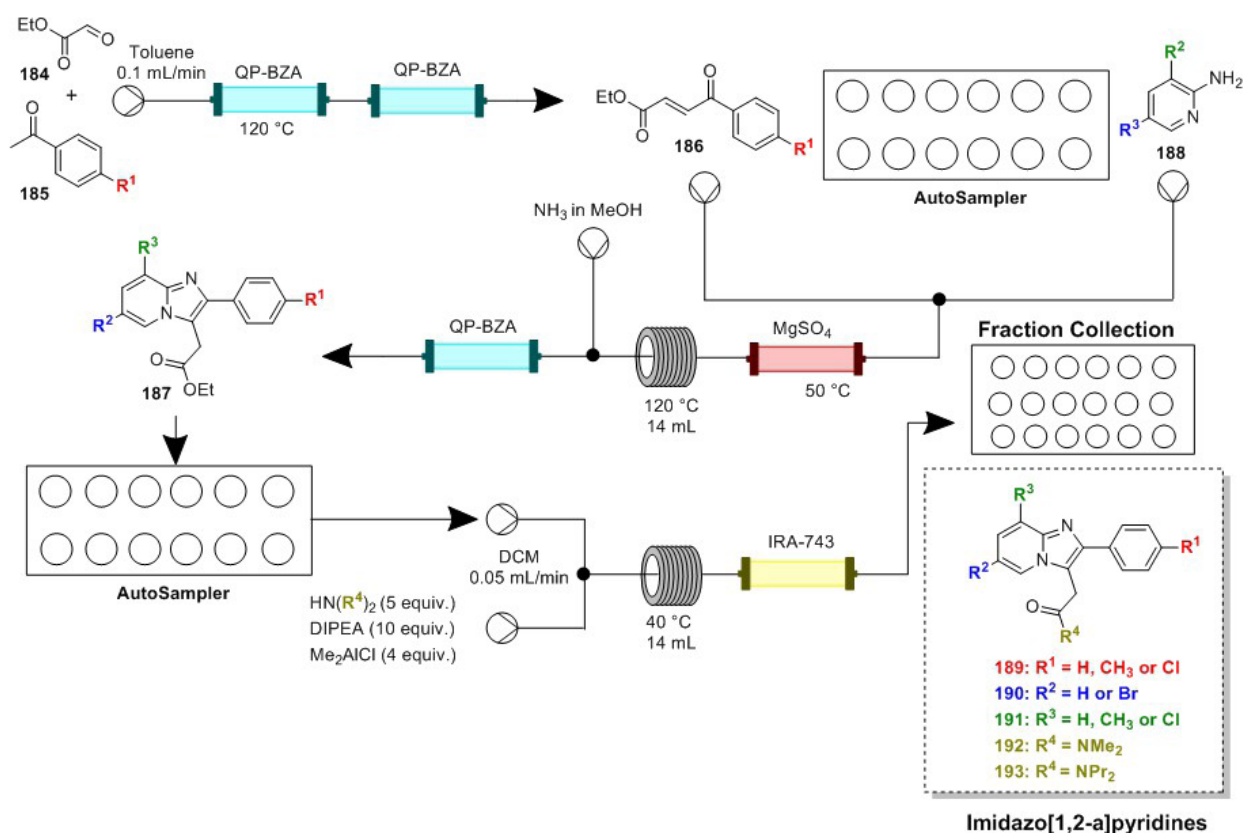 EtO
O
O
184
+
185
R¹
Toluene
0.1 mL/min
QP-BZA
120 °C
QP-BZA
EtO
O
O
186
R¹
AutoSampler
R²
NH₂
R³
N
188
NH₃ in MeOH
R³
N
N
R²
R¹
O
OEt
187
QP-BZA
120 °C
14 mL
MgSO₄
50 °C
Fraction Collection
AutoSampler
DCM
0.05 mL/min
HN(R⁴)₂ (5 equiv.)
DIPEA (10 equiv.)
Me₂AlCl (4 equiv.)
40 °C
14 mL
IRA-743
R³
N
N
R²
R¹
O
R⁴
189: R¹ = H, CH₃ or Cl
190: R² = H or Br
191: R³ = H, CH₃ or Cl
192: R⁴ = NMe₂
193: R⁴ = NPr₂
Imidazo[1,2-a]pyridines